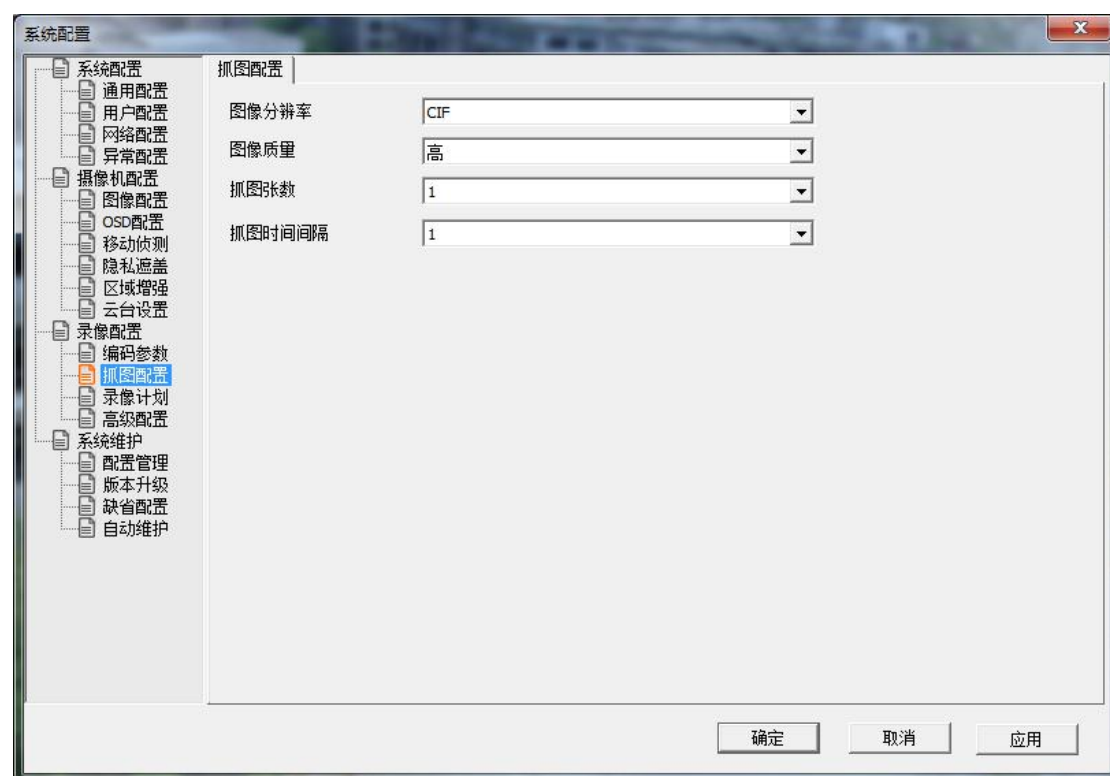 系统配置
系统配置
通用配置
用户配置
网络配置
异常配置
摄像机配置
图像配置
OSD配置
移动侦测
隐私遮盖
区域增强
云台设置
录像配置
编码参数
抓图配置
录像计划
高级配置
系统维护
配置管理
版本升级
缺省配置
自动维护
抓图配置
图像分辨率 CIF
图像质量 高
抓图张数 1
抓图时间间隔 1
确定 取消 应用